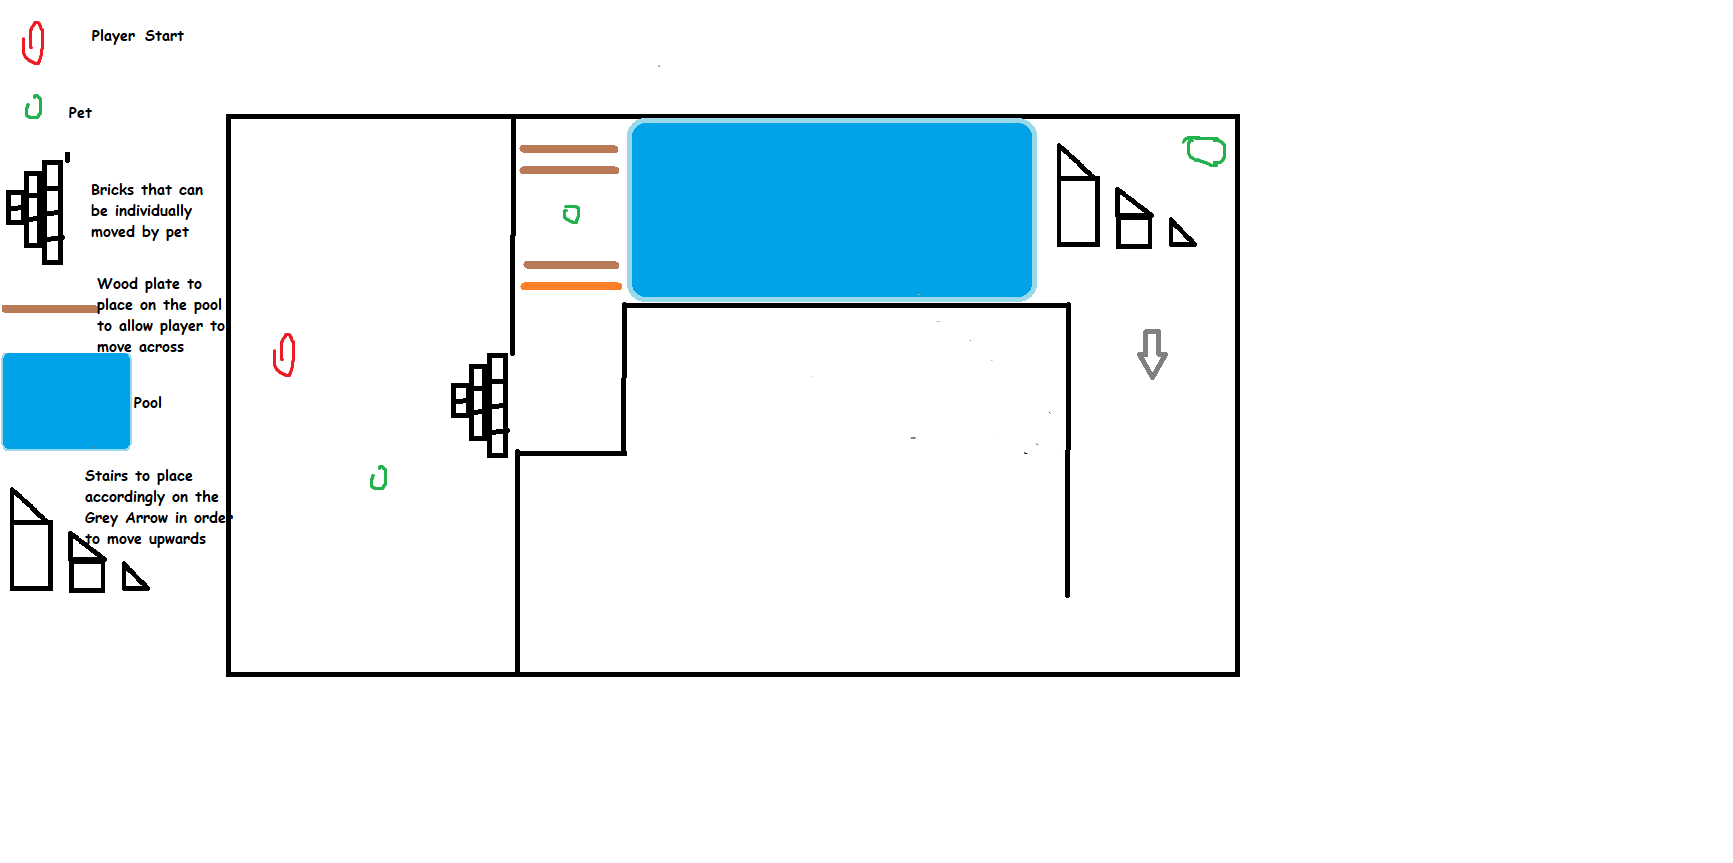 Player Start
Pet
Bricks that can
be individually
moved by pet
Wood plate to
place on the pool
to allow player to
move across
Pool
Stairs to place
accordingly on the
Grey Arrow in order
to move upwards